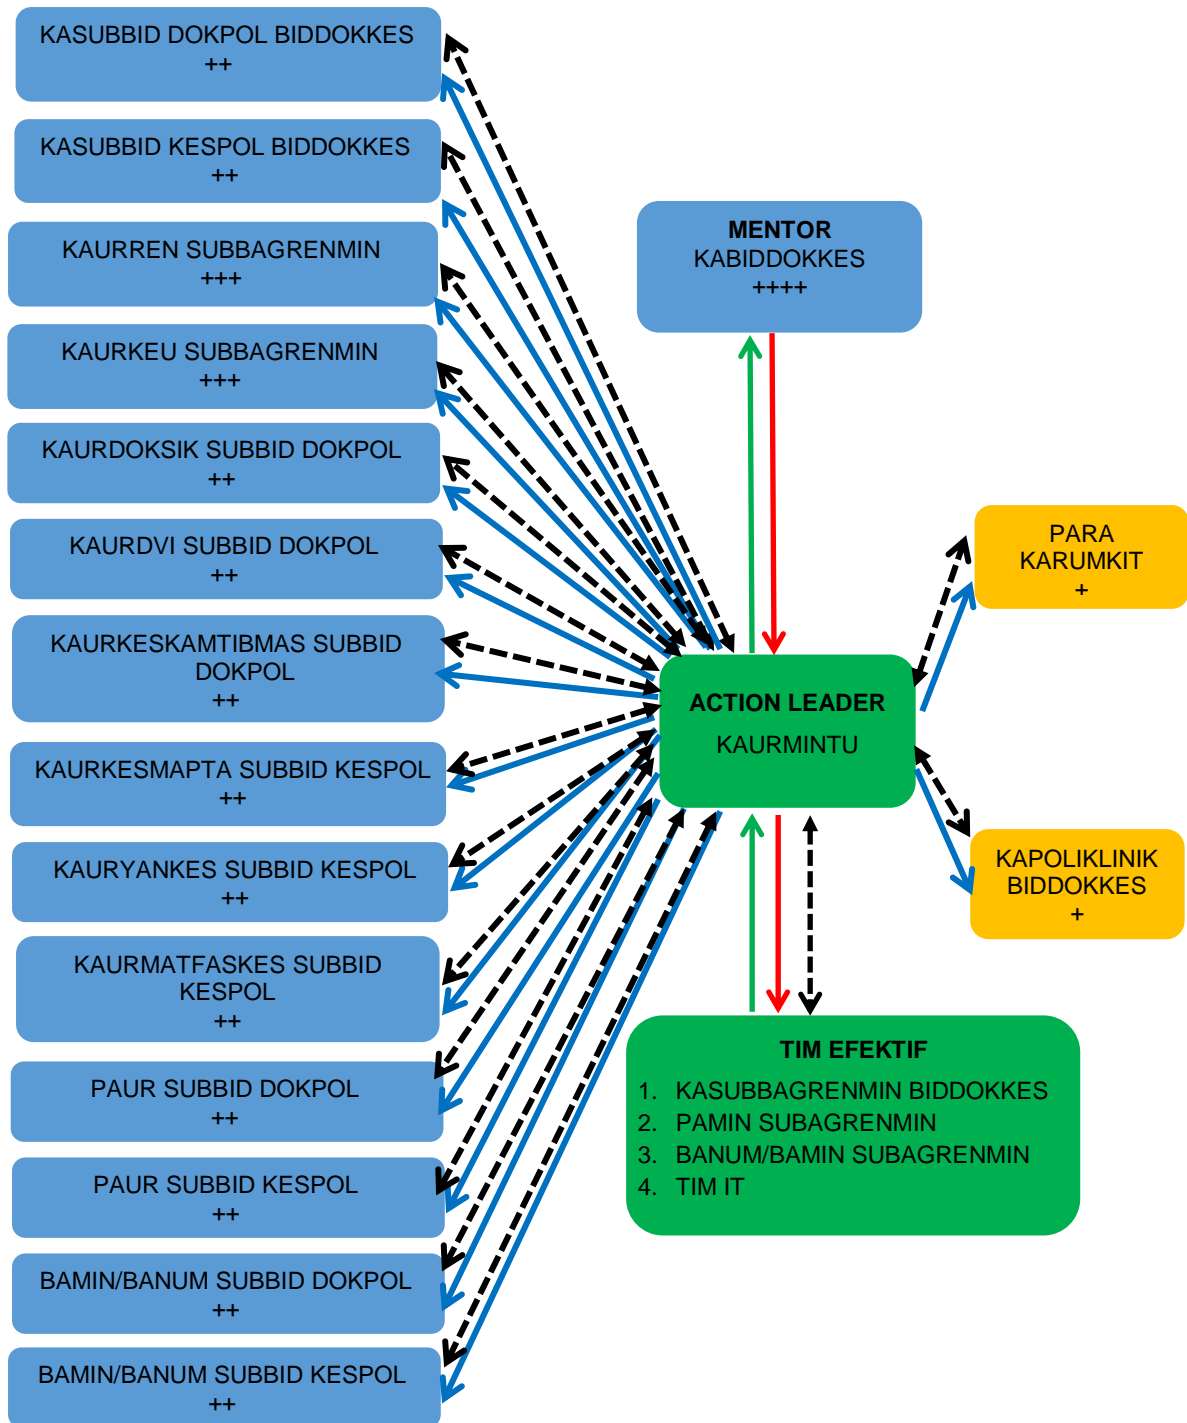 KASUBBID DOKPOL BIDDOKKES
++
KASUBBID KESPOL BIDDOKKES
++
KAURREN SUBBAGRENMIN
+++
KAURKEU SUBBAGRENMIN
+++
KAURDOKSIK SUBBID DOKPOL
++
KAURDVI SUBBID DOKPOL
++
KAURKESKAMTIBMAS SUBBID
DOKPOL
++
KAURKESMAPTA SUBBID KESPOL
++
KAURYANKES SUBBID KESPOL
++
KAURMATFASKES SUBBID
KESPOL
++
PAUR SUBBID DOKPOL
++
PAUR SUBBID KESPOL
++
BAMIN/BANUM SUBBID DOKPOL
++
BAMIN/BANUM SUBBID KESPOL
++
MENTOR
KABIDDOKKES
++++
ACTION LEADER
KAURMINTU
TIM EFEKTIF
1. KASUBBAGRENMIN BIDDOKKES
2. PAMIN SUBAGRENMIN
3. BANUM/BAMIN SUBAGRENMIN
4. TIM IT
PARA
KARUMKIT
+
KAPOLIKLINIK
BIDDOKKES
+